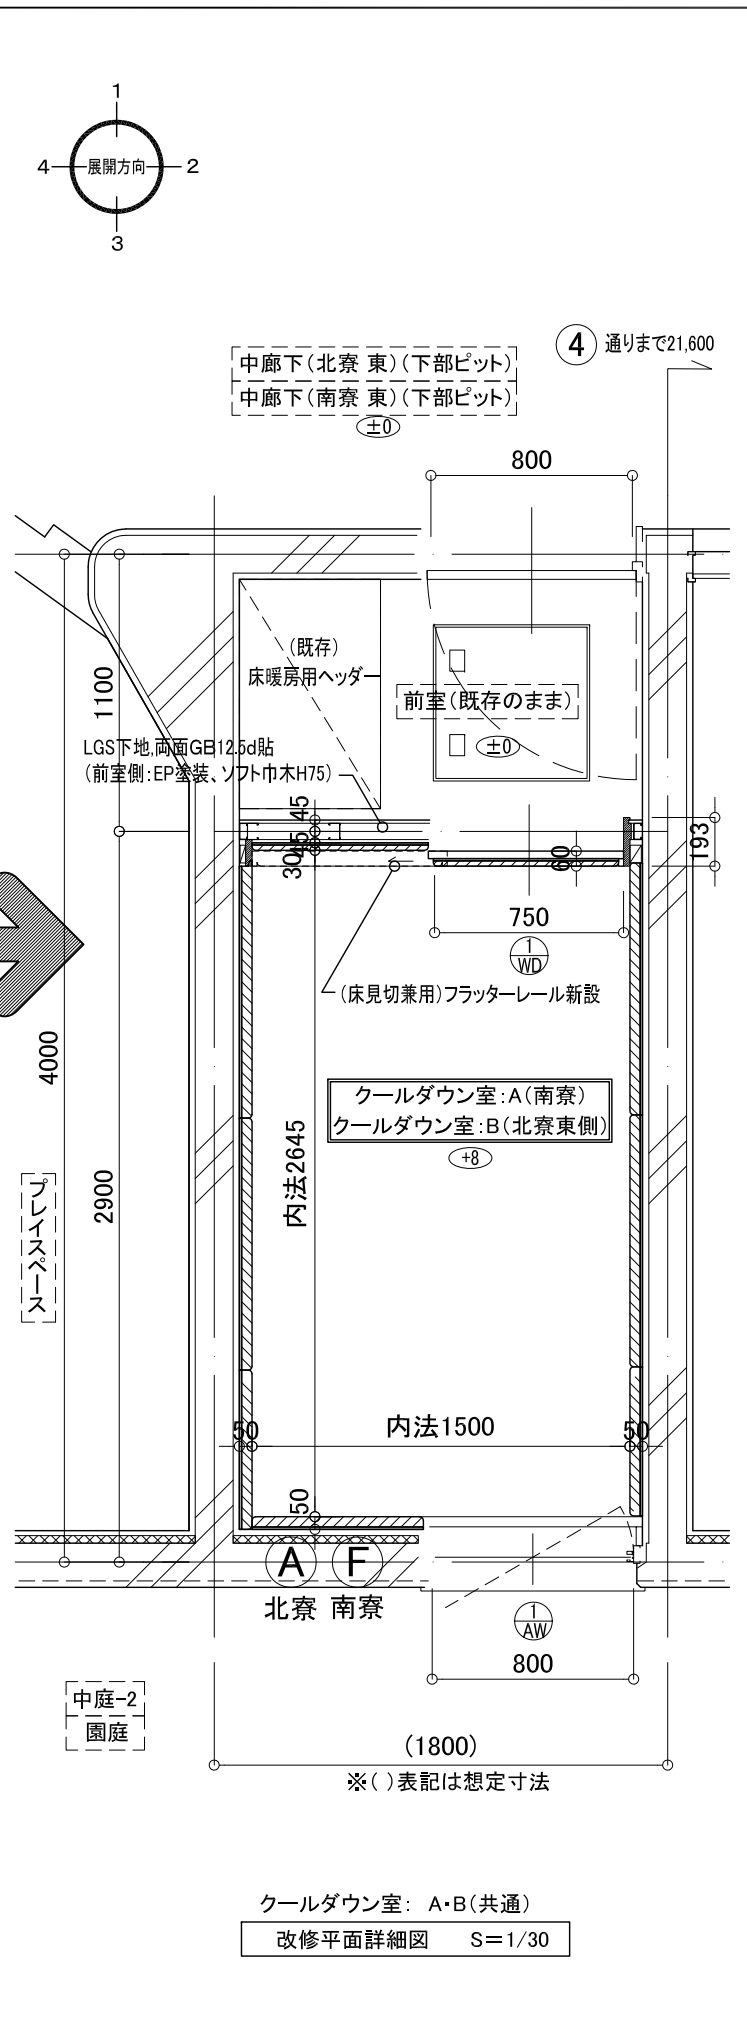 1
4 展開方向 2
3
中廊下(北寮 東)(下部ピット)
中廊下(南寮 東)(下部ピット)
±0
4 通りまで21,600
800
(既存)
床暖房用ヘッダー
前室(既存のまま)
±0
1100
LGS下地,両面GB12.5d貼
(前室側:EP塗装、ソフト巾木H75)
45
45
30
60
193
750
1
WD
(床見切兼用)フラッターレール新設
4000
クールダウン室:A(南寮)
クールダウン室:B(北寮東側)
+8
内法2645
2900
プレイスペース
50
内法1500
50
50
A F
北寮 南寮
1
AW
800
中庭-2
園庭
(1800)
※( )表記は想定寸法
クールダウン室: A・B(共通)
改修平面詳細図 S=1/30